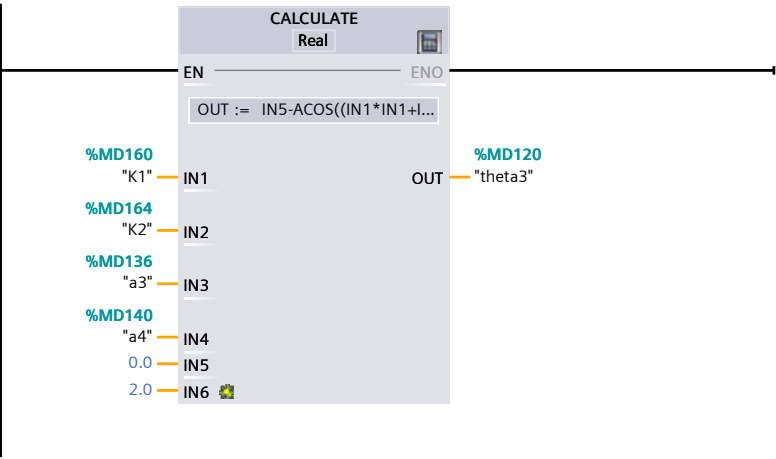 CALCULATE
Real
EN
ENO
OUT := IN5-ACOS((IN1*IN1+I...
%MD160
"K1"
IN1
%MD120
OUT
"theta3"
%MD164
"K2"
IN2
%MD136
"a3"
IN3
%MD140
"a4"
IN4
0.0
IN5
2.0
IN6